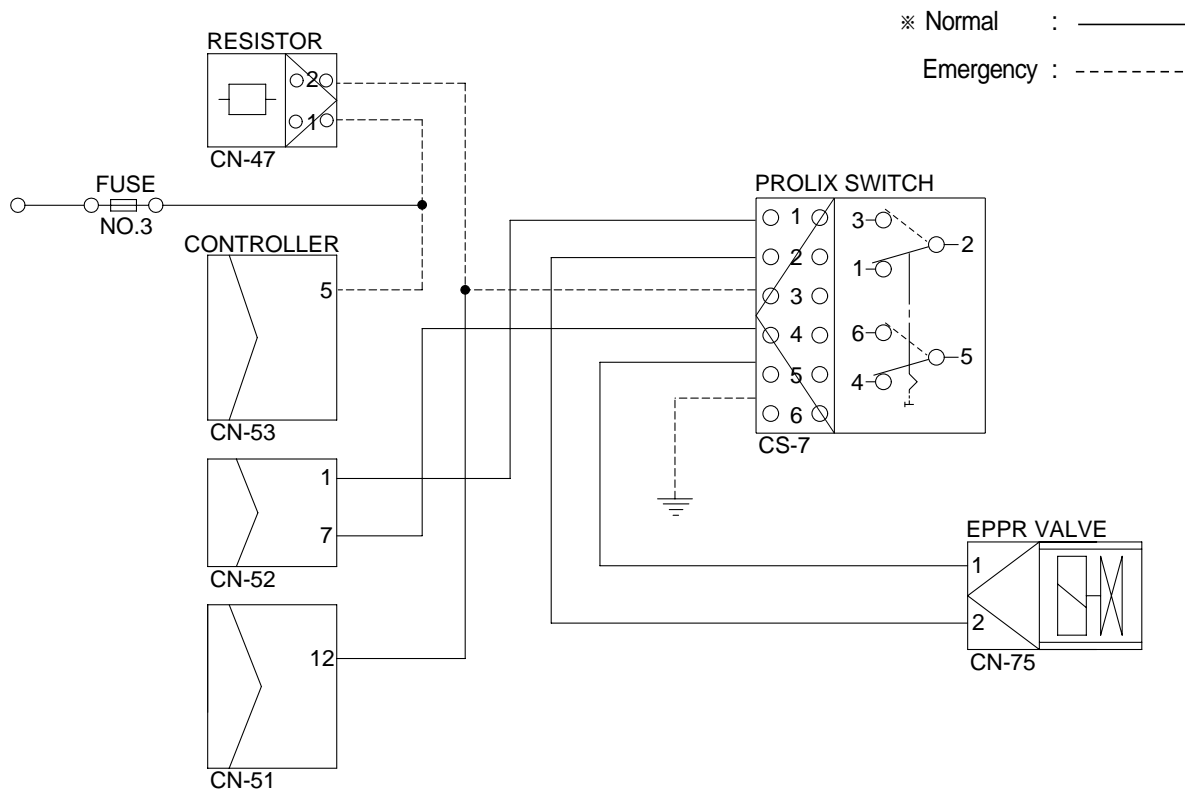 ※ Normal :
Emergency :
RESISTOR
2
1
CN-47
FUSE
NO.3
CONTROLLER
5
CN-53
1
7
CN-52
12
CN-51
PROLIX SWITCH
1
2
3
4
5
6
3
2
1
6
5
4
CS-7
EPPR VALVE
1
2
CN-75